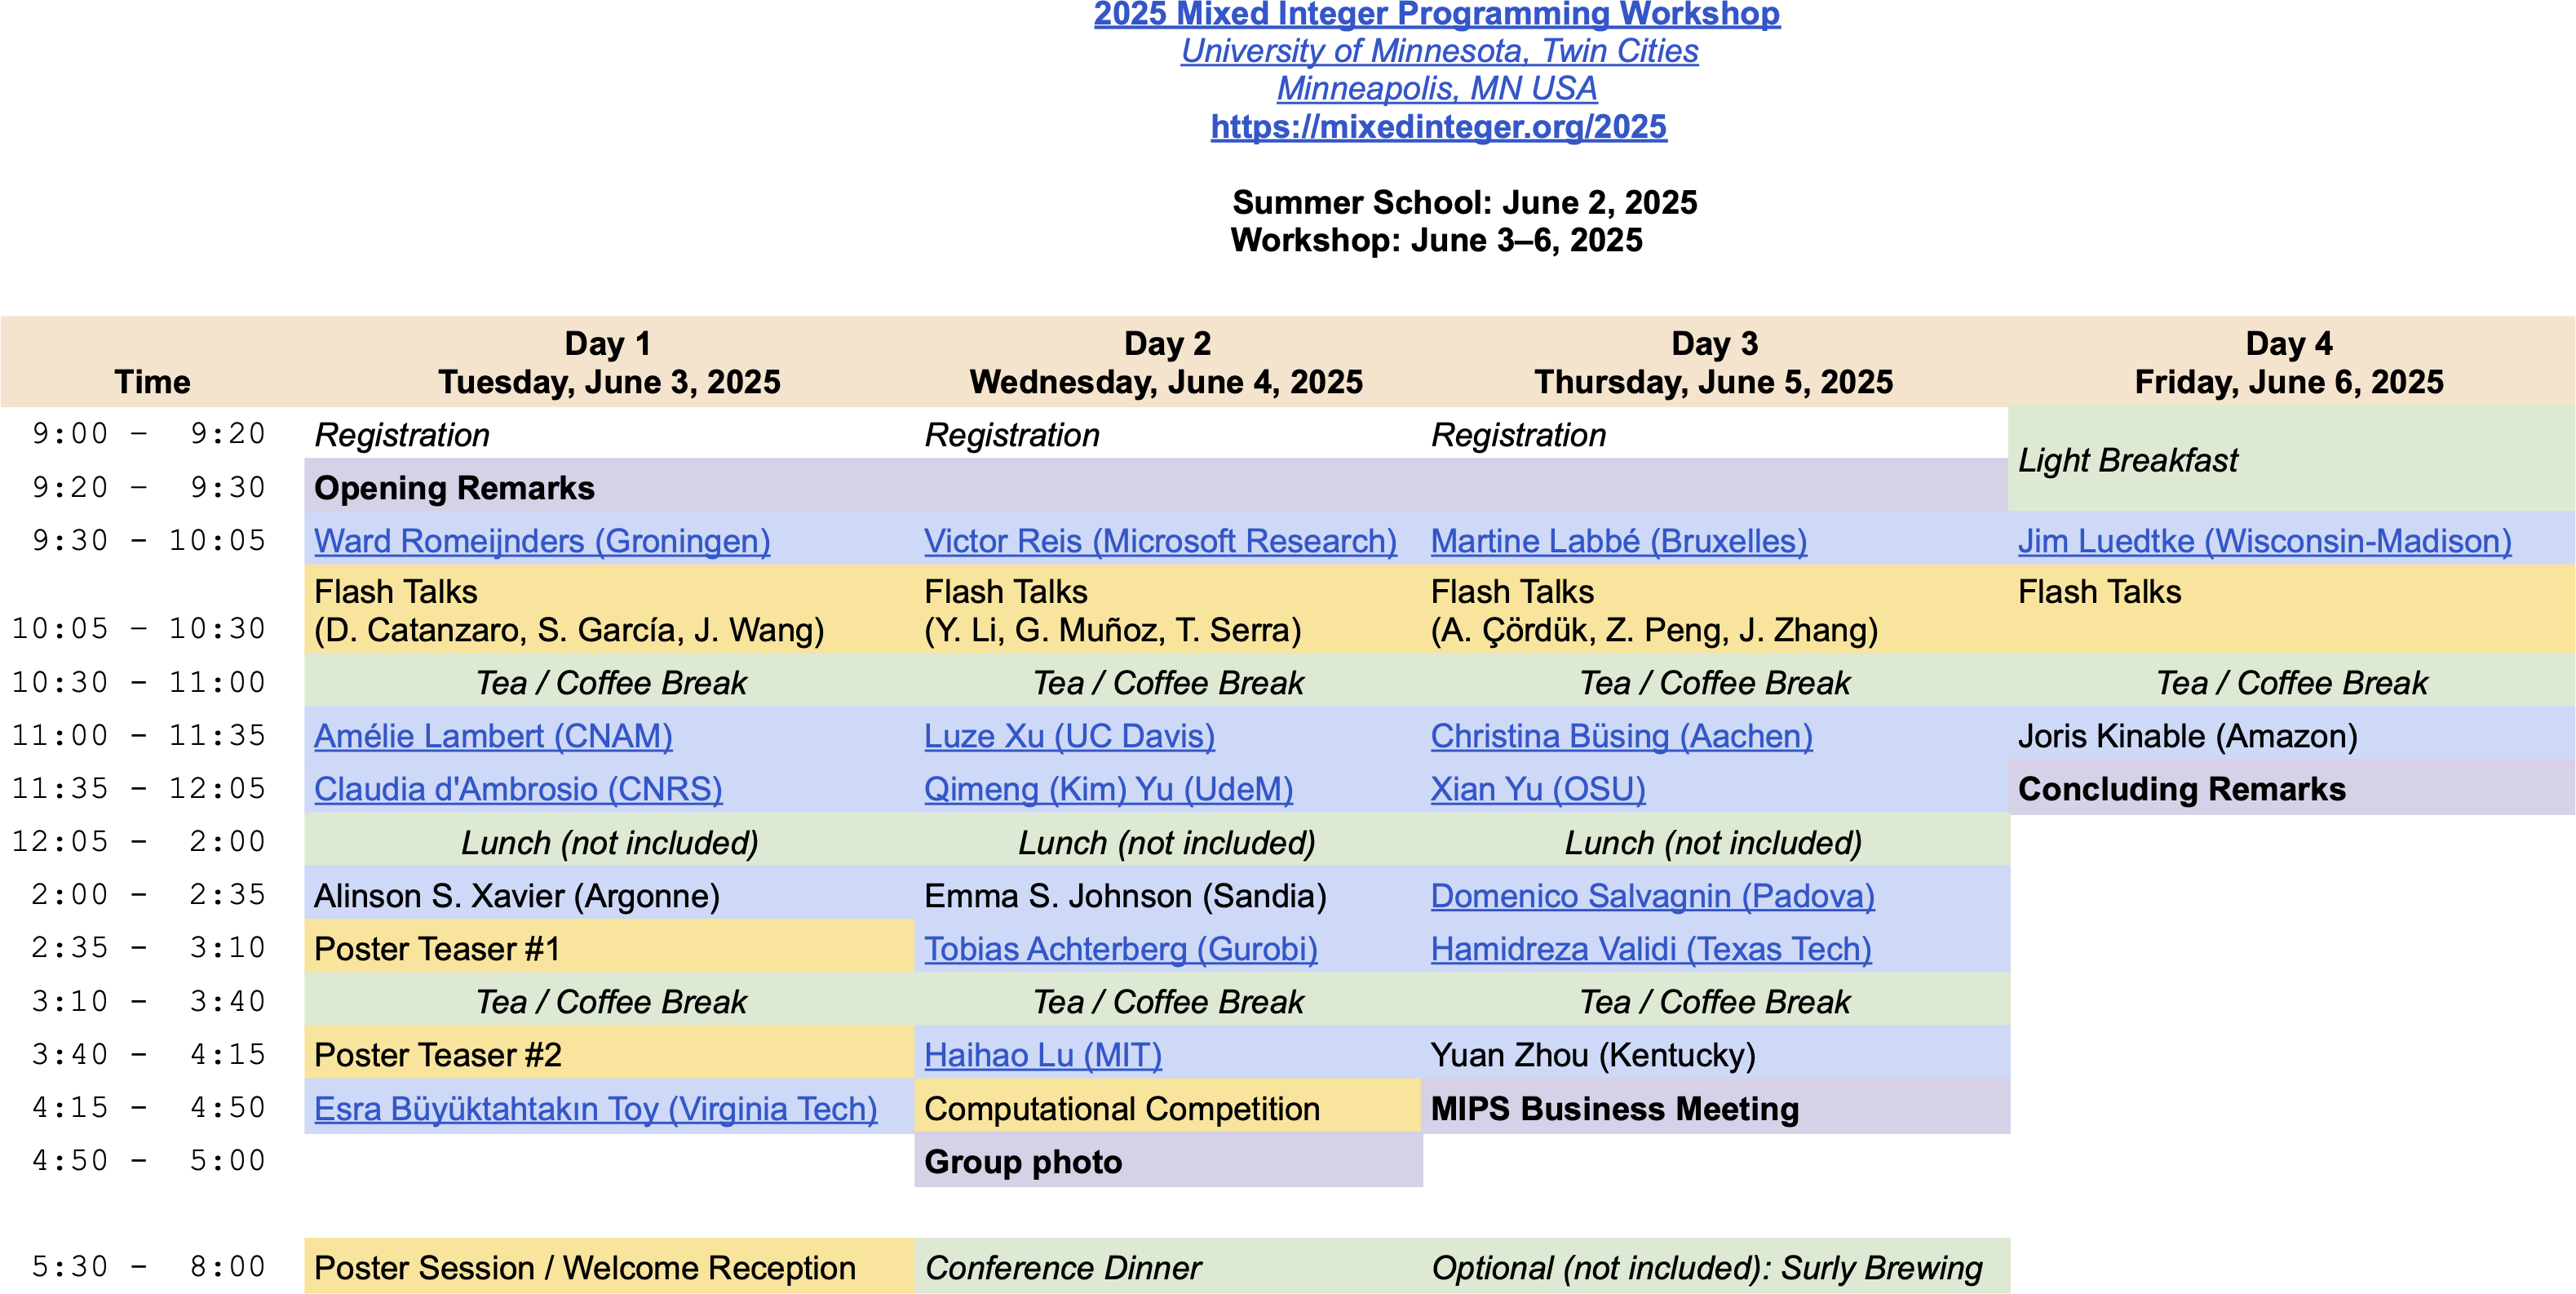 2025 Mixed Integer Programming Workshop
University of Minnesota, Twin Cities
Minneapolis, MN USA
https://mixedinteger.org/2025
Summer School: June 2, 2025
Workshop: June 3–6, 2025
Day 1 Day 2 Day 3 Day 4
Time Tuesday, June 3, 2025 Wednesday, June 4, 2025 Thursday, June 5, 2025 Friday, June 6, 2025
9:00 – 9:20 Registration Registration Registration
Light Breakfast
9:20 – 9:30 Opening Remarks
9:30 – 10:05 Ward Romeijnders (Groningen) Victor Reis (Microsoft Research) Martine Labbé (Bruxelles) Jim Luedtke (Wisconsin-Madison)
Flash Talks Flash Talks Flash Talks Flash Talks
10:05 – 10:30 (D. Catanzaro, S. García, J. Wang) (Y. Li, G. Muñoz, T. Serra) (A. Çördük, Z. Peng, J. Zhang)
10:30 – 11:00 Tea / Coffee Break Tea / Coffee Break Tea / Coffee Break Tea / Coffee Break
11:00 – 11:35 Amélie Lambert (CNAM) Luze Xu (UC Davis) Christina Büsing (Aachen) Joris Kinable (Amazon)
11:35 – 12:05 Claudia d'Ambrosio (CNRS) Qimeng (Kim) Yu (UdeM) Xian Yu (OSU) Concluding Remarks
12:05 – 2:00 Lunch (not included) Lunch (not included) Lunch (not included)
2:00 – 2:35 Alinson S. Xavier (Argonne) Emma S. Johnson (Sandia) Domenico Salvagnin (Padova)
2:35 – 3:10 Poster Teaser #1 Tobias Achterberg (Gurobi) Hamidreza Validi (Texas Tech)
3:10 – 3:40 Tea / Coffee Break Tea / Coffee Break Tea / Coffee Break
3:40 – 4:15 Poster Teaser #2 Haihao Lu (MIT) Yuan Zhou (Kentucky)
4:15 – 4:50 Esra Büyüktahtakın Toy (Virginia Tech) Computational Competition MIPS Business Meeting
4:50 – 5:00 Group photo
5:30 – 8:00 Poster Session / Welcome Reception Conference Dinner Optional (not included): Surly Brewing